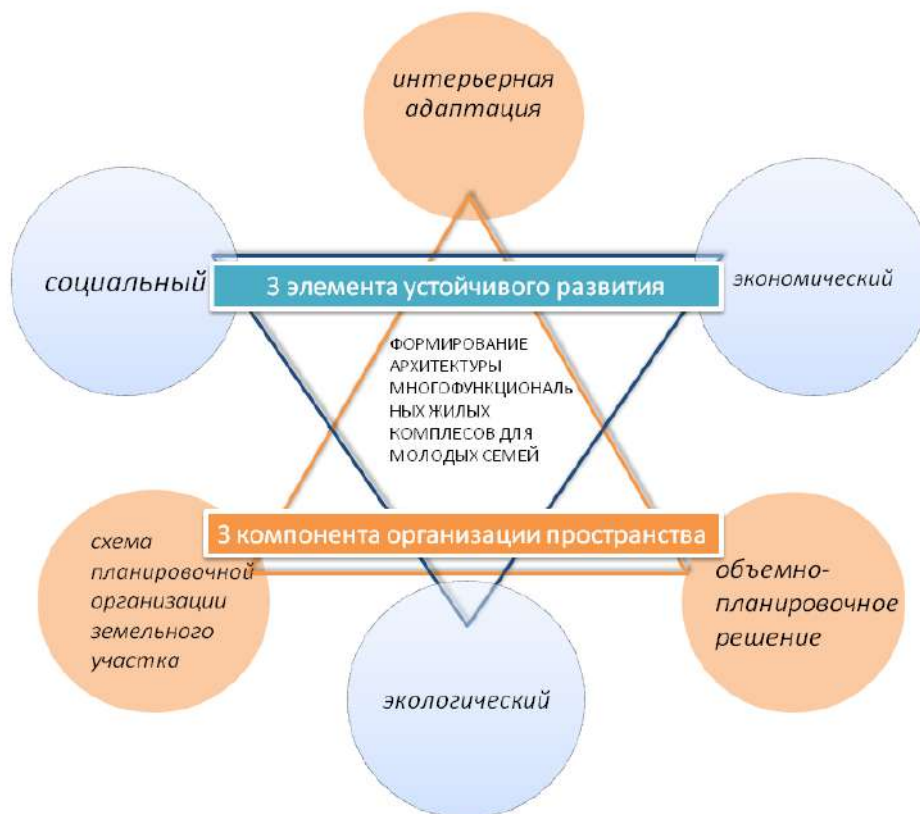 интерьерная
адаптация
социальный
3 элемента устойчивого развития
экономический
ФОРМИРОВАНИЕ
АРХИТЕКТУРЫ
МНОГОФУНКЦИОНАЛЬ
НЫХ ЖИЛЫХ
КОМПЛЕСОВ ДЛЯ
МОЛОДЫХ СЕМЕЙ
3 компонента организации пространства
схема
планировочной
организации
земельного
участка
объемно-
планировочное
решение
экологический